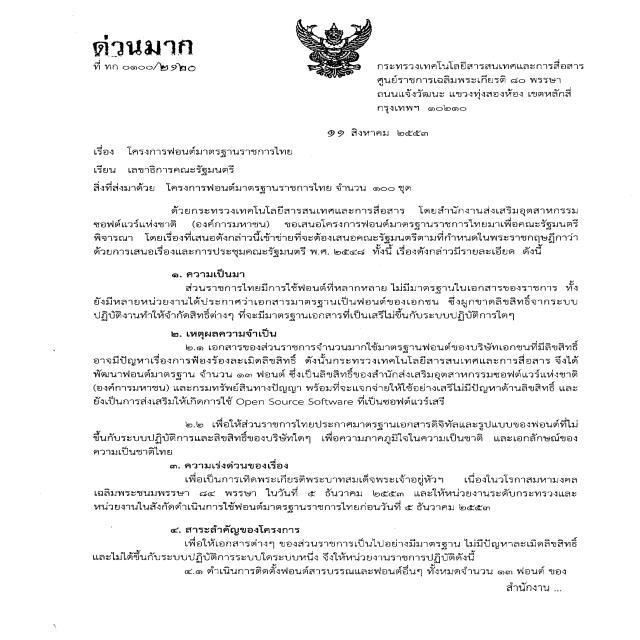 ด่วนมาก
ที่ ทก ๐๑๐๐/๒๑๒๐
กระทรวงเทคโนโลยีสารสนเทศและการสื่อสาร
ศูนย์ราชการเฉลิมพระเกียรติ ๘๐ พรรษา
ถนนแจ้งวัฒนะ แขวงทุ่งสองห้อง เขตหลักสี่
กรุงเทพฯ ๑๐๒๑๐
๑๑ สิงหาคม ๒๕๕๓
เรื่อง โครงการฟอนต์มาตรฐานราชการไทย
เรียน เลขาธิการคณะรัฐมนตรี
สิ่งที่ส่งมาด้วย โครงการฟอนต์มาตรฐานราชการไทย จำนวน ๑๐๐ ชุด
ด้วยกระทรวงเทคโนโลยีสารสนเทศและการสื่อสาร โดยสำนักงานส่งเสริมอุตสาหกรรม
ซอฟต์แวร์แห่งชาติ (องค์การมหาชน) ขอเสนอโครงการฟอนต์มาตรฐานราชการไทยมาเพื่อคณะรัฐมนตรี
พิจารณา โดยเรื่องที่เสนอดังกล่าวนี้เข้าข่ายที่จะต้องเสนอคณะรัฐมนตรีตามที่กำหนดในพระราชกฤษฎีกาว่า
ด้วยการเสนอเรื่องและการประชุมคณะรัฐมนตรี พ.ศ. ๒๕๔๘ ทั้งนี้ เรื่องดังกล่าวมีรายละเอียด ดังนี้
๑. ความเป็นมา
ส่วนราชการไทยมีการใช้ฟอนต์ที่หลากหลาย ไม่มีมาตรฐานในเอกสารของราชการ ทั้ง
ยังมีหลายหน่วยงานได้ประกาศว่าเอกสารมาตรฐานเป็นฟอนต์ของเอกชน ซึ่งผูกขาดลิขสิทธิ์จากระบบ
ปฏิบัติงานทำให้จำกัดสิทธิ์ต่างๆ ที่จะมีมาตรฐานเอกสารที่เป็นเสรีไม่ขึ้นกับระบบปฏิบัติการใดๆ
๒. เหตุผลความจำเป็น
๒.๑ เอกสารของส่วนราชการจำนวนมากใช้มาตรฐานฟอนต์ของบริษัทเอกชนที่มีลิขสิทธิ์
อาจมีปัญหาเรื่องการฟ้องร้องละเมิดลิขสิทธิ์ ดังนั้นกระทรวงเทคโนโลยีสารสนเทศและการสื่อสาร จึงได้
พัฒนาฟอนต์มาตรฐาน จำนวน ๑๓ ฟอนต์ ซึ่งเป็นลิขสิทธิ์ของสำนักส่งเสริมอุตสาหกรรมซอฟต์แวร์แห่งชาติ
(องค์การมหาชน) และกรมทรัพย์สินทางปัญญา พร้อมที่จะแจกจ่ายให้ใช้อย่างเสรีไม่มีปัญหาด้านลิขสิทธิ์ และ
ยังเป็นการส่งเสริมให้เกิดการใช้ Open Source Software ที่เป็นซอฟต์แวร์เสรี
๒.๒ เพื่อให้ส่วนราชการไทยประกาศมาตรฐานเอกสารดิจิทัลและรูปแบบของฟอนต์ที่ไม่
ขึ้นกับระบบปฏิบัติการและลิขสิทธิ์ของบริษัทใดๆ เพื่อความภาคภูมิใจในความเป็นชาติ และเอกลักษณ์ของ
ความเป็นชาติไทย
๓. ความเร่งด่วนของเรื่อง
เพื่อเป็นการเทิดพระเกียรติพระบาทสมเด็จพระเจ้าอยู่หัวฯ เนื่องในวโรกาสมหามงคล
เฉลิมพระชนมพรรษา ๘๔ พรรษา ในวันที่ ๕ ธันวาคม ๒๕๕๓ และให้หน่วยงานระดับกระทรวงและ
หน่วยงานในสังกัดดำเนินการใช้ฟอนต์มาตรฐานราชการไทยก่อนวันที่ ๕ ธันวาคม ๒๕๕๓
๔. สาระสำคัญของโครงการ
เพื่อให้เอกสารต่างๆ ของส่วนราชการเป็นไปอย่างมีมาตรฐาน ไม่มีปัญหาละเมิดลิขสิทธิ์
และไม่ได้ขึ้นกับระบบปฏิบัติการระบบใดระบบหนึ่ง จึงให้หน่วยงานราชการปฏิบัติดังนี้
๔.๑ ดำเนินการติดตั้งฟอนต์สารบรรณและฟอนต์อื่นๆ ทั้งหมดจำนวน ๑๓ ฟอนต์ ของ
สำนักงาน ...